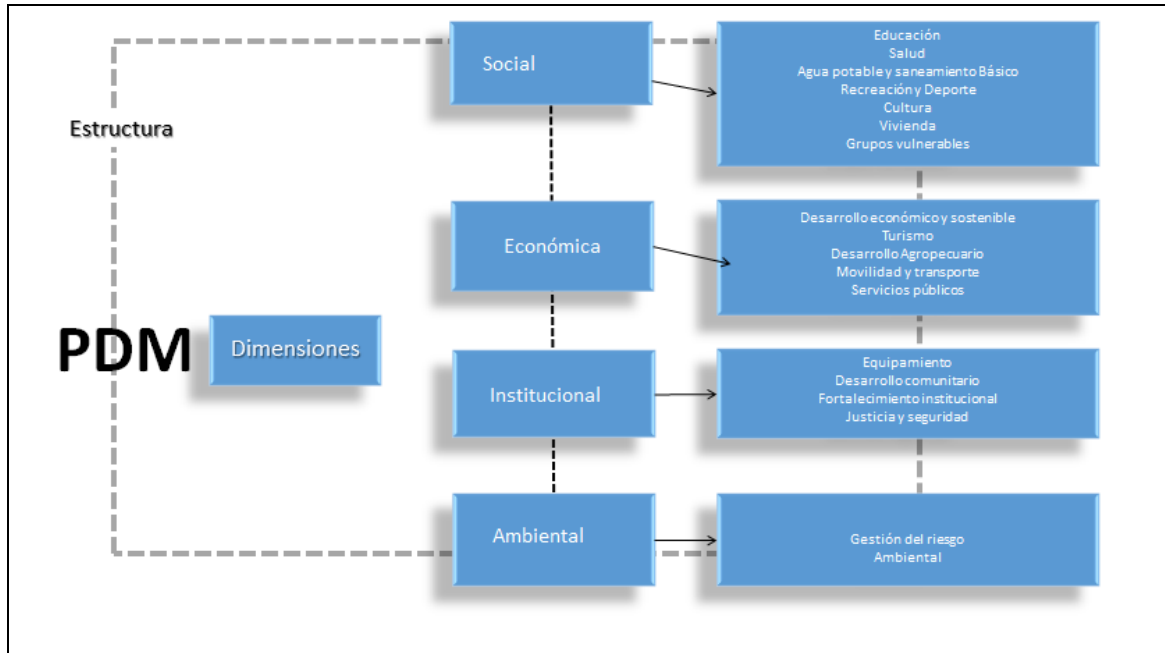 Estructura
PDM
Dimensiones
Social
Educación
Salud
Agua potable y saneamiento Básico
Recreación y Deporte
Cultura
Vivienda
Grupos vulnerables
Económica
Desarrollo económico y sostenible
Turismo
Desarrollo Agropecuario
Movilidad y transporte
Servicios públicos
Institucional
Equipamiento
Desarrollo comunitario
Fortalecimiento institucional
Justicia y seguridad
Ambiental
Gestión del riesgo
Ambiental